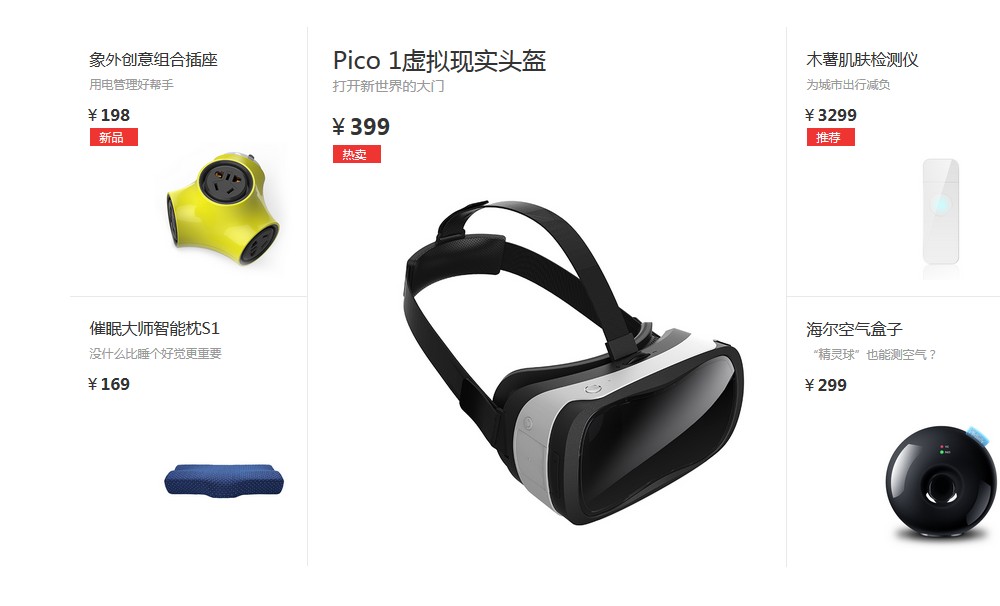 象外创意组合插座
用电管理好帮手
¥ 198
新品
催眠大师智能枕S1
没什么比睡个好觉更重要
¥ 169
Pico 1虚拟现实头盔
打开新世界的大门
¥ 399
热卖
木薯肌肤检测仪
为城市出行减负
¥ 3299
推荐
海尔空气盒子
“精灵球”也能测空气？
¥ 299